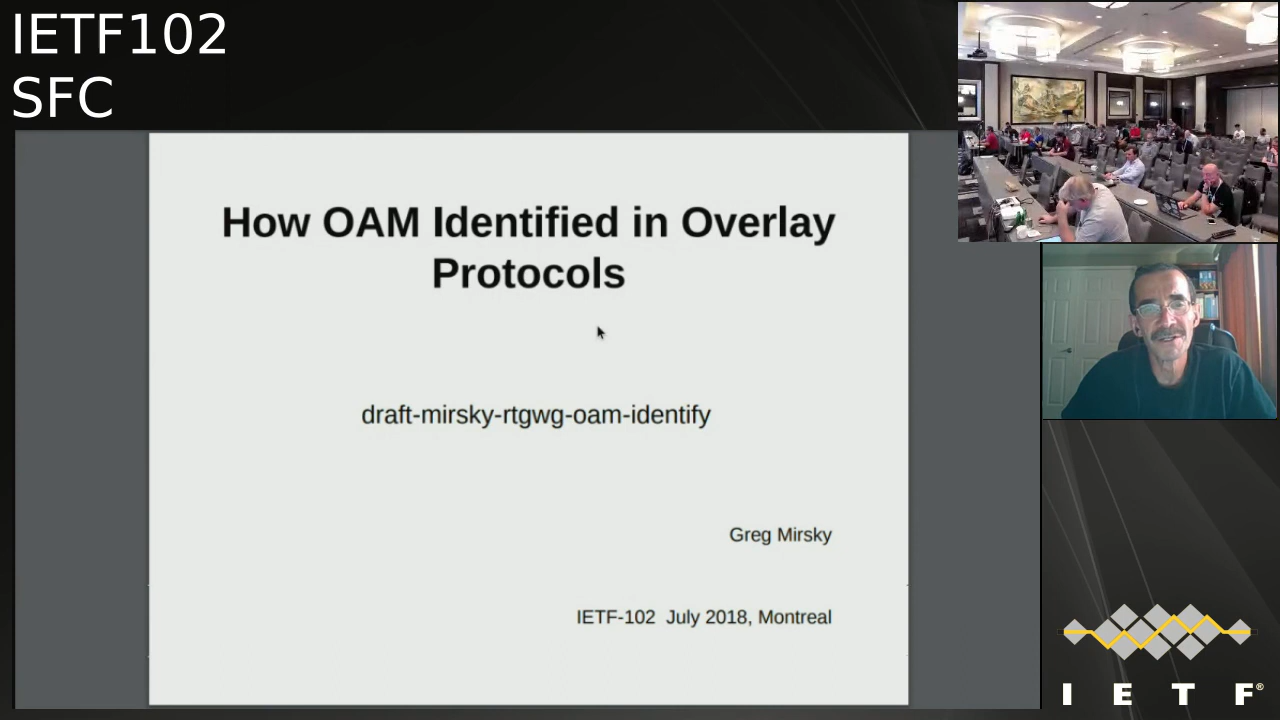 IETF102
SFC
How OAM Identified in Overlay
Protocols
draft-mirsky-rtgwg-oam-identify
Greg Mirsky
IETF-102 July 2018, Montreal
I E T F®